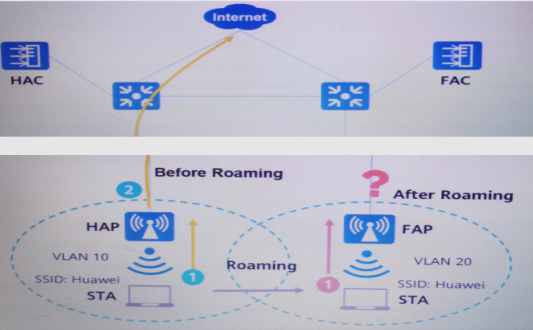 Internet
HAC
FAC
Before Roaming
2
?
After Roaming
HAP
FAP
VLAN 10
VLAN 20
1
Roaming
1
SSID: Huawei
SSID: Huawei
STA
STA